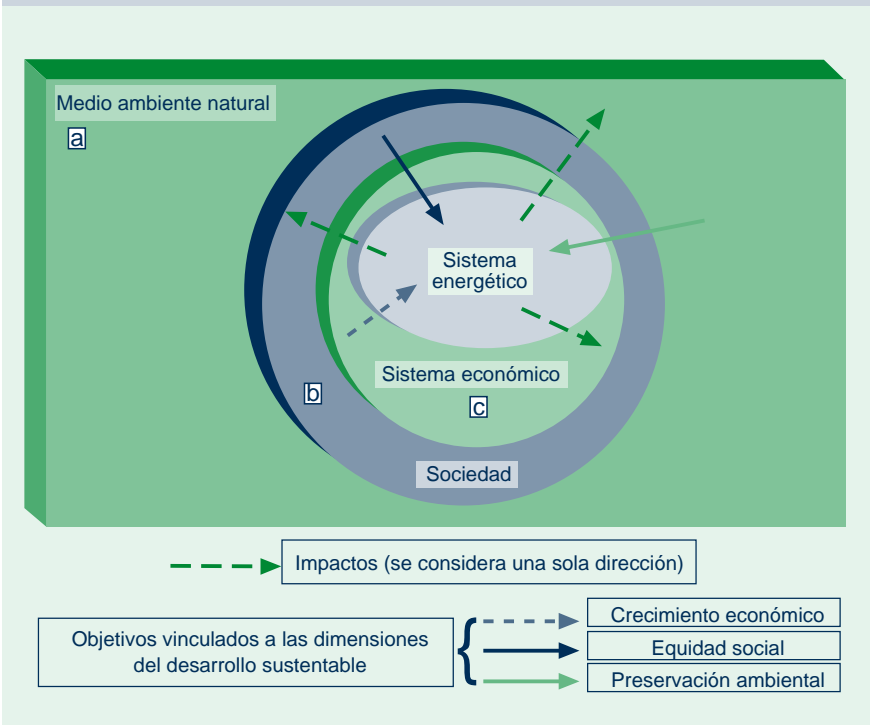 Medio ambiente natural
a
Sistema
energético
Sistema económico
b
c
Sociedad
Impactos (se considera una sola dirección)
Objetivos vinculados a las dimensiones
del desarrollo sustentable
{
Crecimiento económico
Equidad social
Preservación ambiental